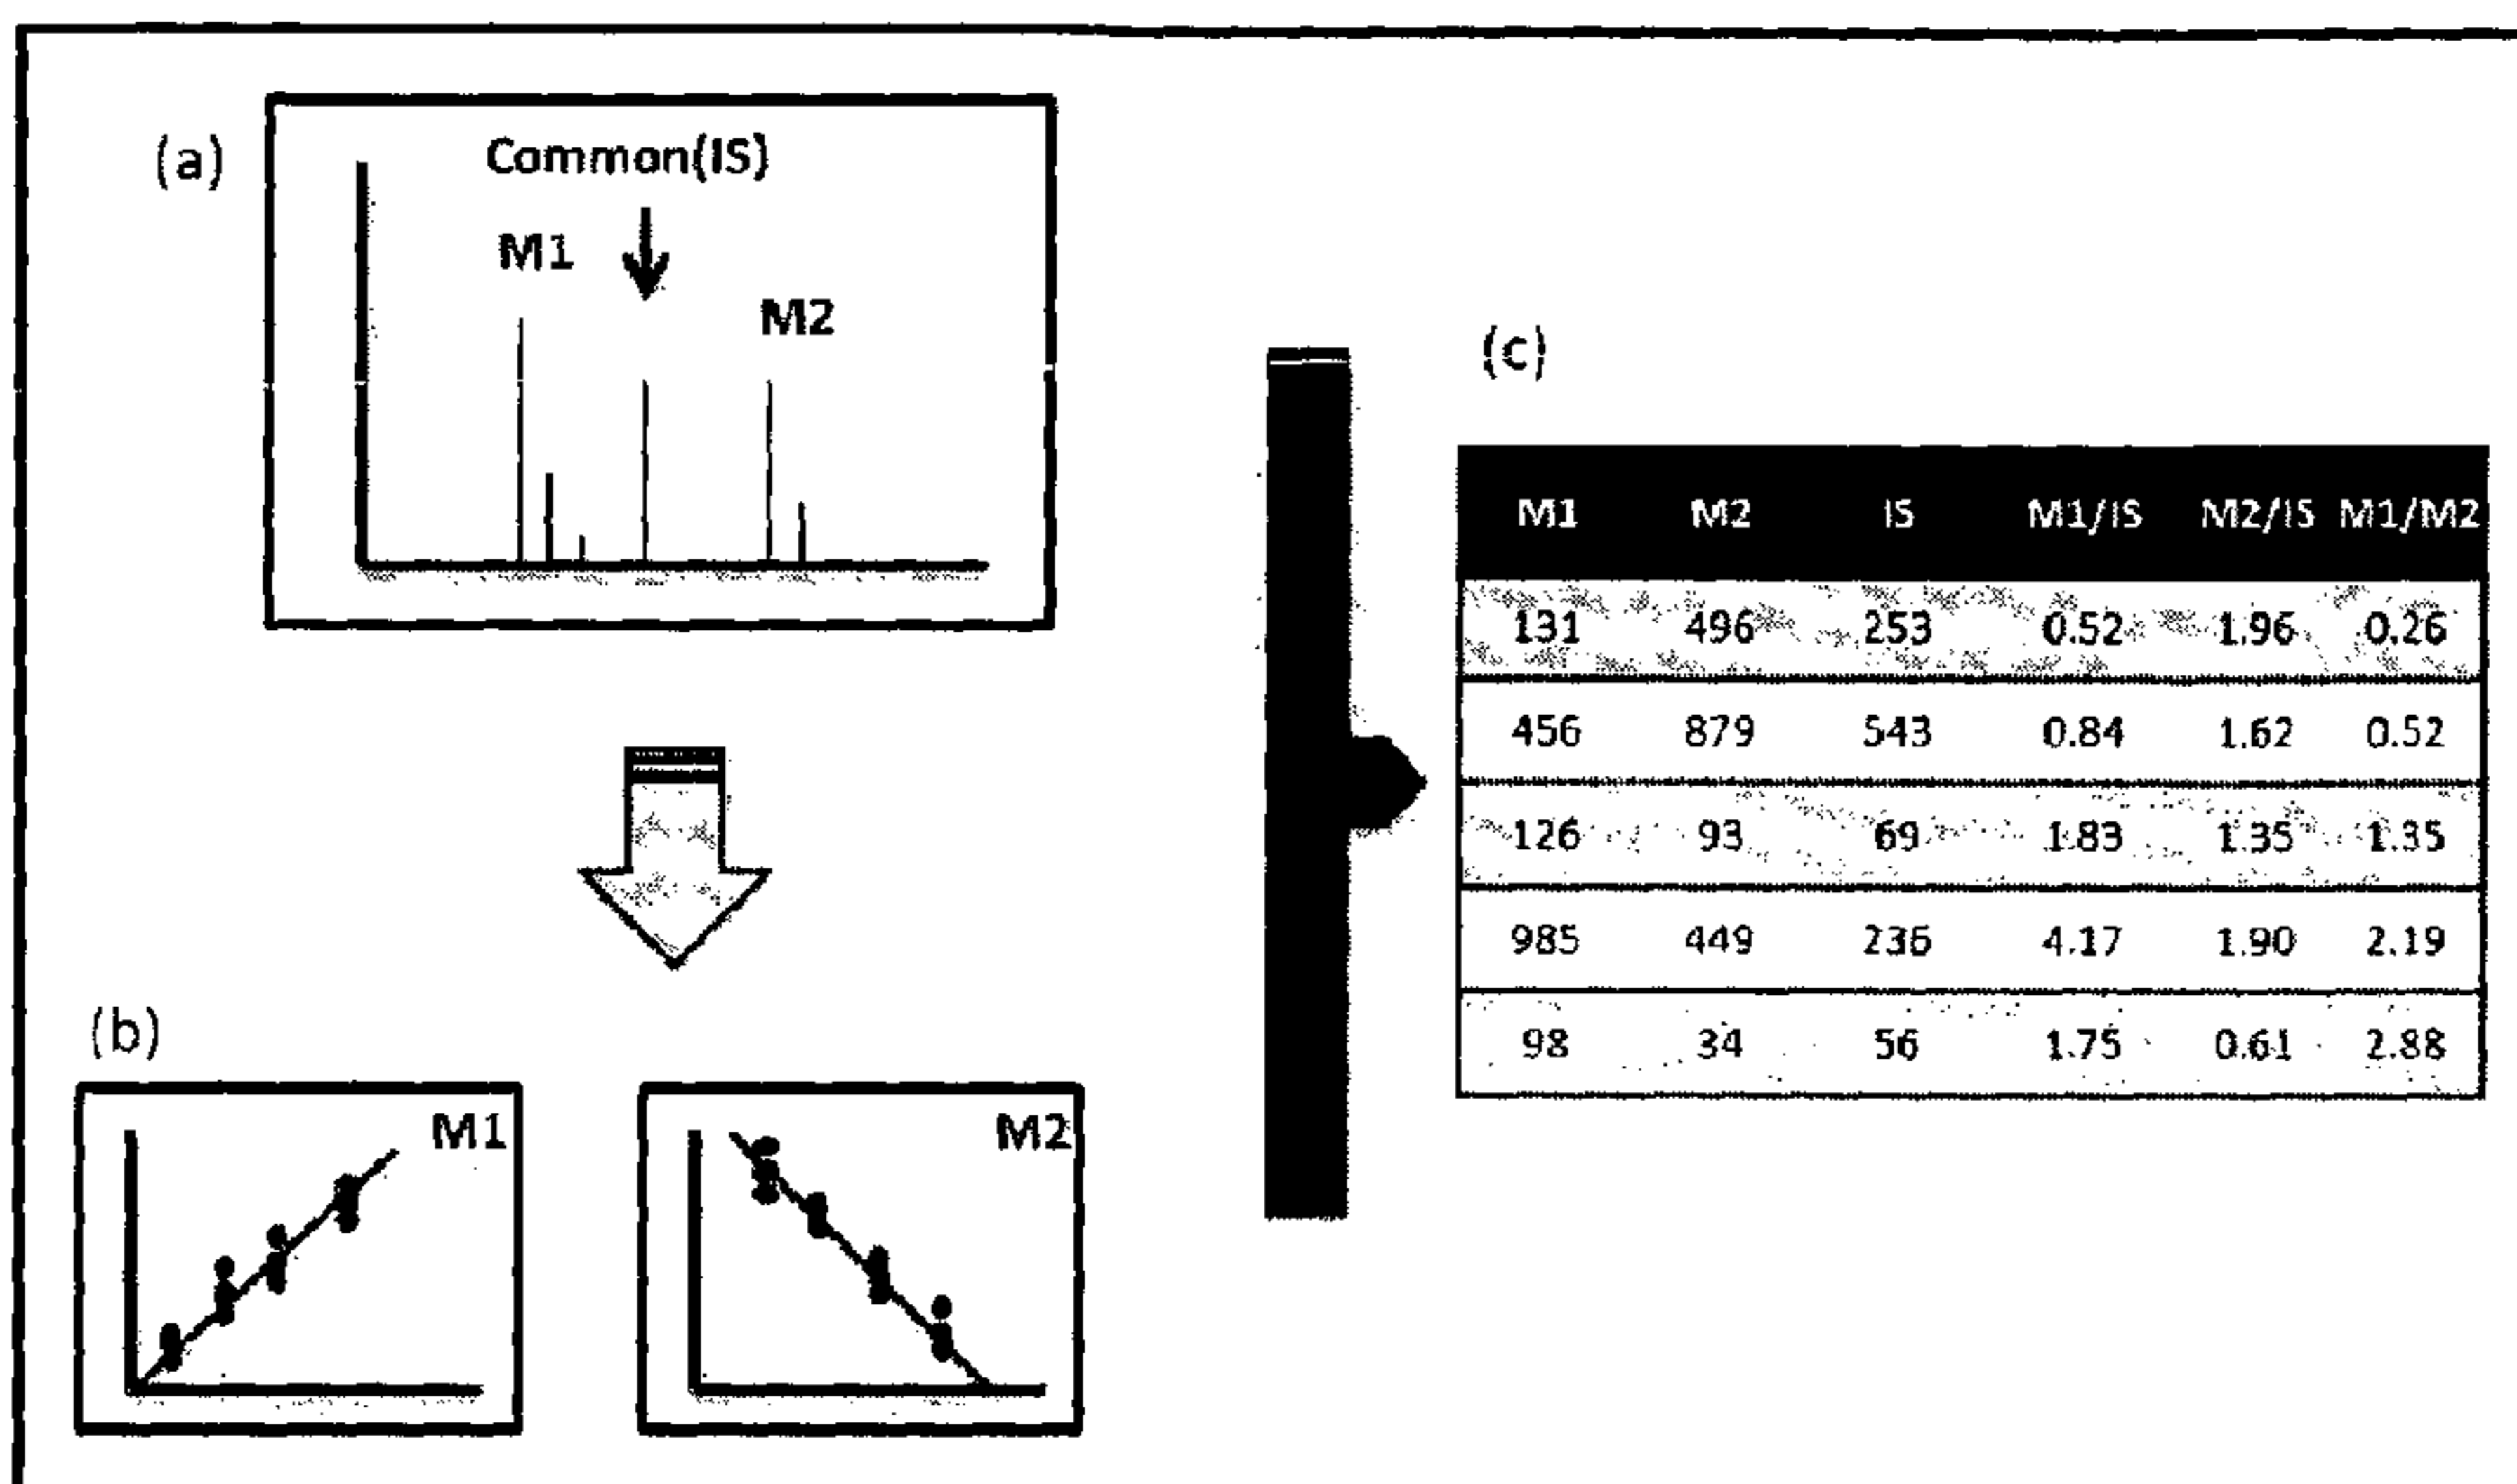 (a)
Common(IS)
M1
M2
(b)
M1
M2
(c)
M1 M2 IS M1/IS M2/IS M1/M2
131 496 253 0.52 1.96 0.26
456 879 543 0.84 1.62 0.52
126 93 69 1.83 1.35 1.35
985 449 236 4.17 1.90 2.19
98 34 56 1.75 0.61 2.88